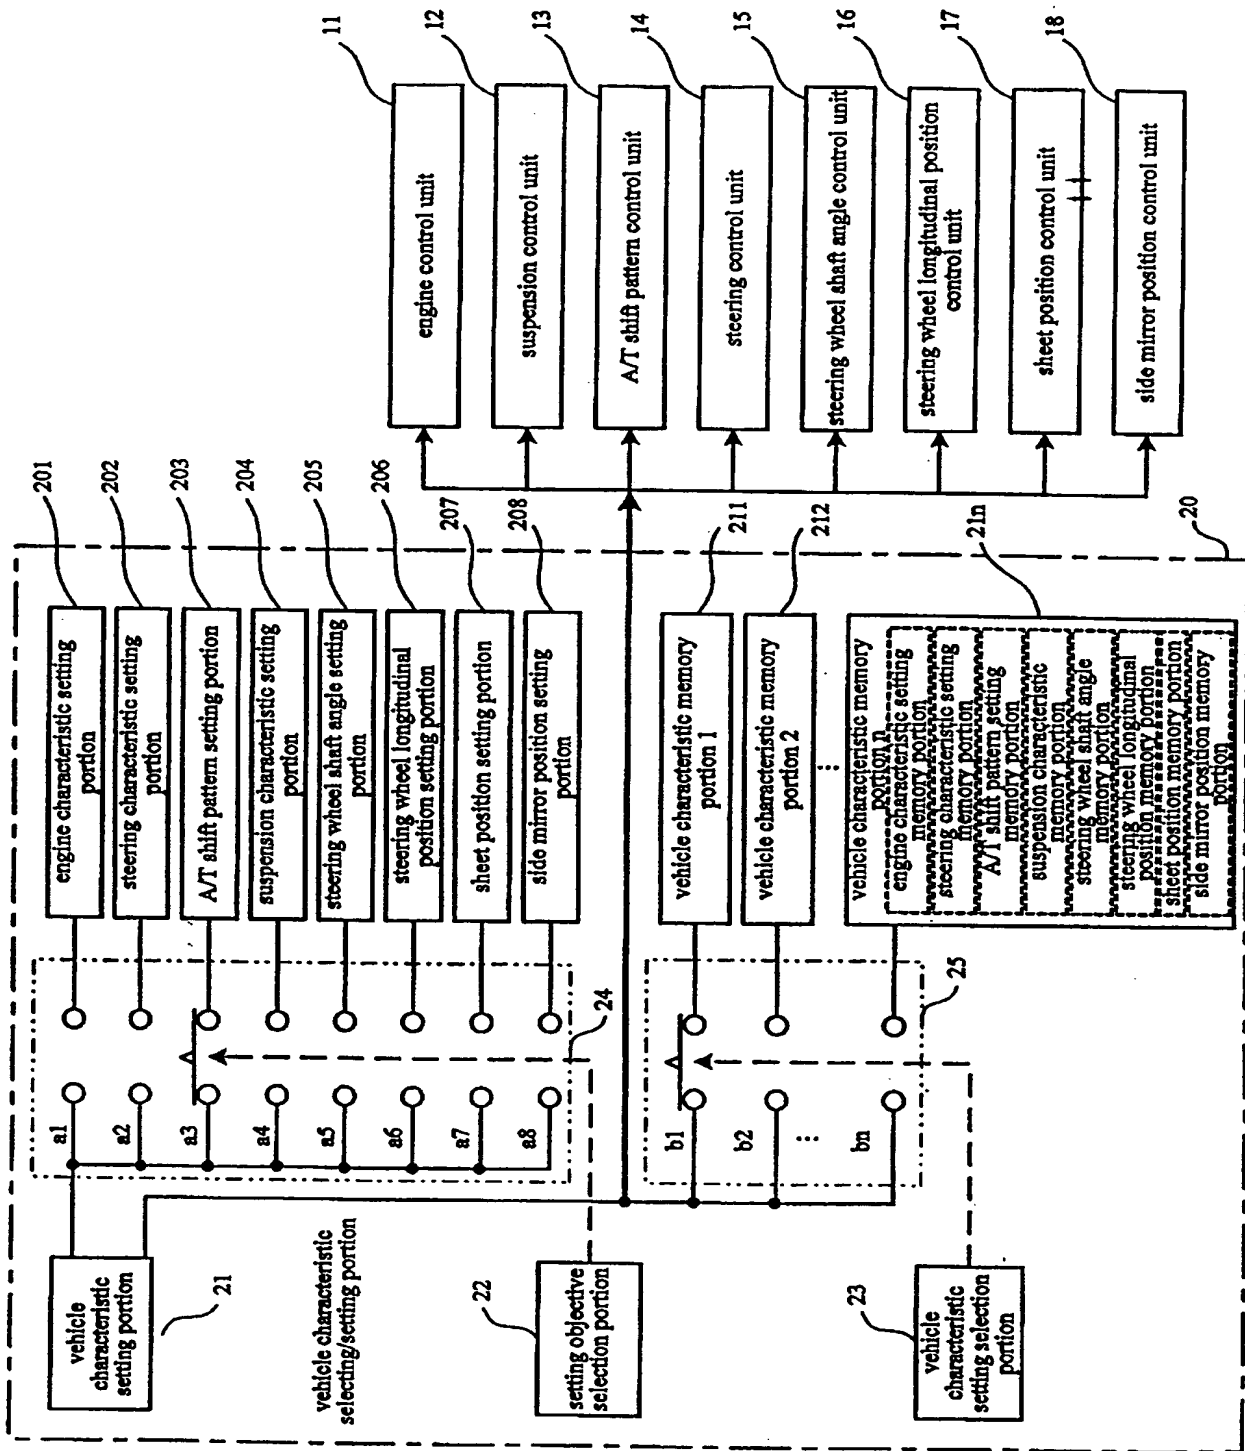 vehicle
characteristic
setting portion
21
vehicle characteristic
selecting/setting portion
setting objective
selection portion
22
vehicle
characteristic
setting selection
portion
23
a1
a2
a3
a4
a5
a6
a7
a8
24
b1
b2
...
bn
25
engine characteristic setting
portion
201
steering characteristic setting
portion
202
A/T shift pattern setting portion
203
suspension characteristic setting
portion
204
steering wheel shaft angle setting
portion
205
steering wheel longitudinal
position setting portion
206
sheet position setting portion
207
side mirror position setting
portion
208
vehicle characteristic memory
portion 1
211
vehicle characteristic memory
portion 2
212
...
vehicle characteristic memory
portion n
engine characteristic setting
memory portion
steering characteristic setting
memory portion
A/T shift pattern setting
memory portion
suspension characteristic
memory portion
steering wheel shaft angle
memory portion
steering wheel longitudinal
position memory portion
sheet position memory portion
side mirror position memory
portion
21n
20
engine control unit
11
suspension control unit
12
A/T shift pattern control unit
13
steering control unit
14
steering wheel shaft angle control unit
15
steering wheel longitudinal position
control unit
16
sheet position control unit
17
side mirror position control unit
18